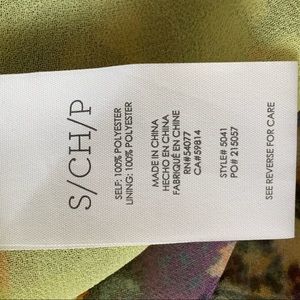 S/CH/P
SELF: 100% POLYESTER
LINING: 100% POLYESTER
MADE IN CHINA
HECHO EN CHINA
FABRIQUÉ EN CHINE
RN#54077
CA#59814
STYLE# 5041
PO# 215057
SEE REVERSE FOR CARE